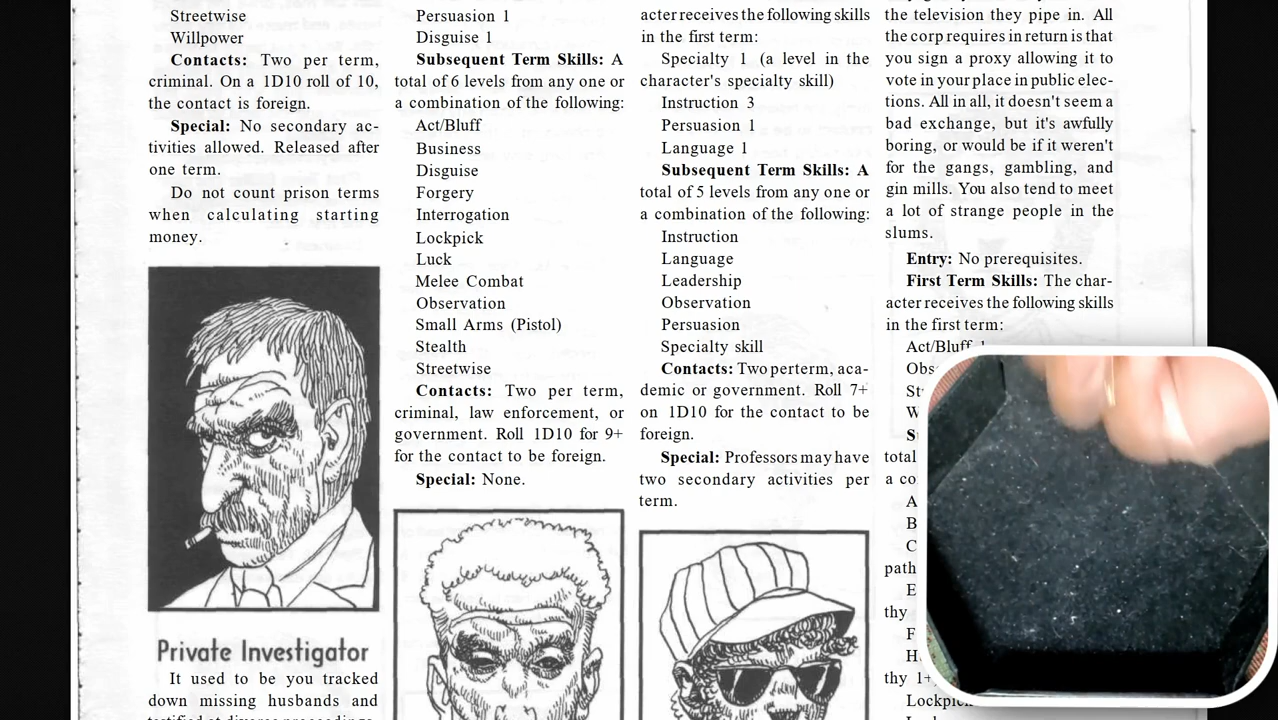 Streetwise
Willpower
Contacts: Two per term,
criminal. On a 1D10 roll of 10,
the contact is foreign.
Special: No secondary ac-
tivities allowed. Released after
one term.
Do not count prison terms
when calculating starting
money.
Private Investigator
It used to be you tracked
down missing husbands and
Persuasion 1
Disguise 1
Subsequent Term Skills: A
total of 6 levels from any one or
a combination of the following:
Act/Bluff
Business
Disguise
Forgery
Interrogation
Lockpick
Luck
Melee Combat
Observation
Small Arms (Pistol)
Stealth
Streetwise
Contacts: Two per term,
criminal, law enforcement, or
government. Roll 1D10 for 9+
for the contact to be foreign.
Special: None.
acter receives the following skills
in the first term:
Specialty 1 (a level in the
character's specialty skill)
Instruction 3
Persuasion 1
Language 1
Subsequent Term Skills: A
total of 5 levels from any one or
a combination of the following:
Instruction
Language
Leadership
Observation
Persuasion
Specialty skill
Contacts: Two per term, aca-
demic or government. Roll 7+
on 1D10 for the contact to be
foreign.
Special: Professors may have
two secondary activities per
term.
the television they pipe in. All
the corp requires in return is that
you sign a proxy allowing it to
vote in your place in public elec-
tions. All in all, it doesn't seem a
bad exchange, but it's awfully
boring, or would be if it weren't
for the gangs, gambling, and
gin mills. You also tend to meet
a lot of strange people in the
slums.
Entry: No prerequisites.
First Term Skills: The char-
acter receives the following skills
in the first term:
Act/Bluff
total
a co
path
thy
thy 1+
Lockpick